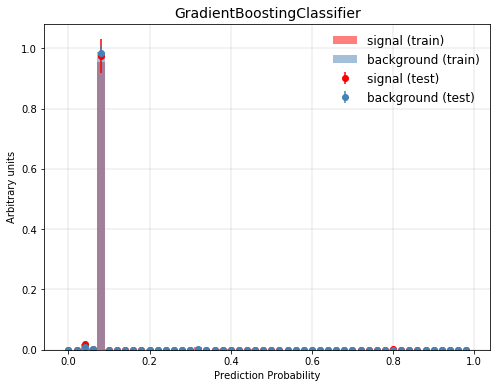 GradientBoostingClassifier
signal (train)
background (train)
signal (test)
background (test)
Arbitrary units
1.0
0.8
0.6
0.4
0.2
0.0
0.0 0.2 0.4 0.6 0.8 1.0
Prediction Probability